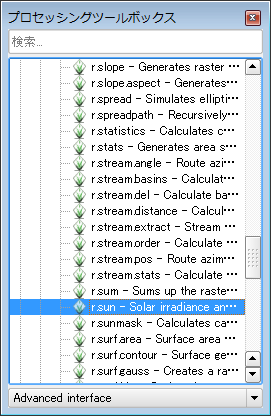 プロセッシングツールボックス
検索...
r.slope - Generates raster ...
r.slope.aspect - Generates...
r.spread - Simulates ellipti...
r.spreadpath - Recursively...
r.statistics - Calculates c...
r.stats - Generates area s...
r.stream.angle - Route azi...
r.stream.basins - Calculat...
r.stream.del - Calculate ba...
r.stream.distance - Calcul...
r.stream.extract - Stream ...
r.stream.order - Calculate ...
r.stream.pos - Route azim...
r.stream.stats - Calculate ...
r.sum - Sums up the raste...
r.sun - Solar irradiance an...
r.sunmask - Calculates ca...
r.surf.area - Surface area ...
r.surf.contour - Surface ge...
r.surf.gauss - Creates a ra...
Advanced interface